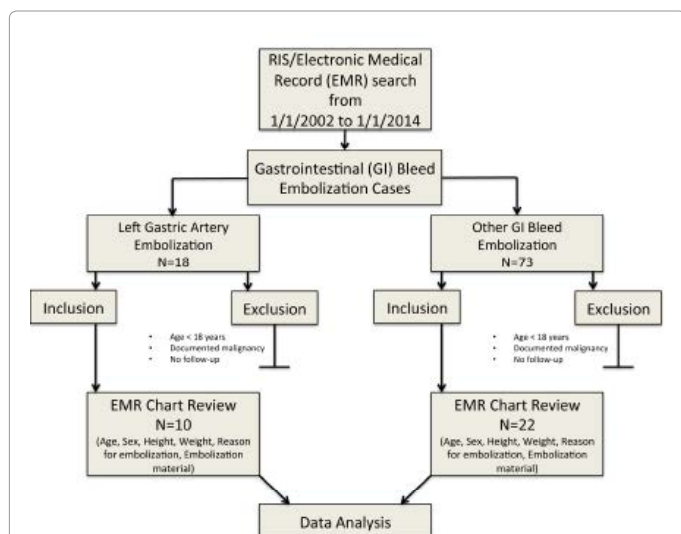 RIS/Electronic Medical
Record (EMR) search
from
1/1/2002 to 1/1/2014
Gastrointestinal (GI) Bleed
Embolization Cases
Left Gastric Artery
Embolization
N=18
Other GI Bleed
Embolization
N=73
Inclusion
Exclusion
Inclusion
Exclusion
• Age < 18 years
• Documented malignancy
• No follow-up
• Age < 18 years
• Documented malignancy
• No follow-up
EMR Chart Review
N=10
(Age, Sex, Height, Weight, Reason
for embolization, Embolization
material)
EMR Chart Review
N=22
(Age, Sex, Height, Weight, Reason
for embolization, Embolization
material)
Data Analysis